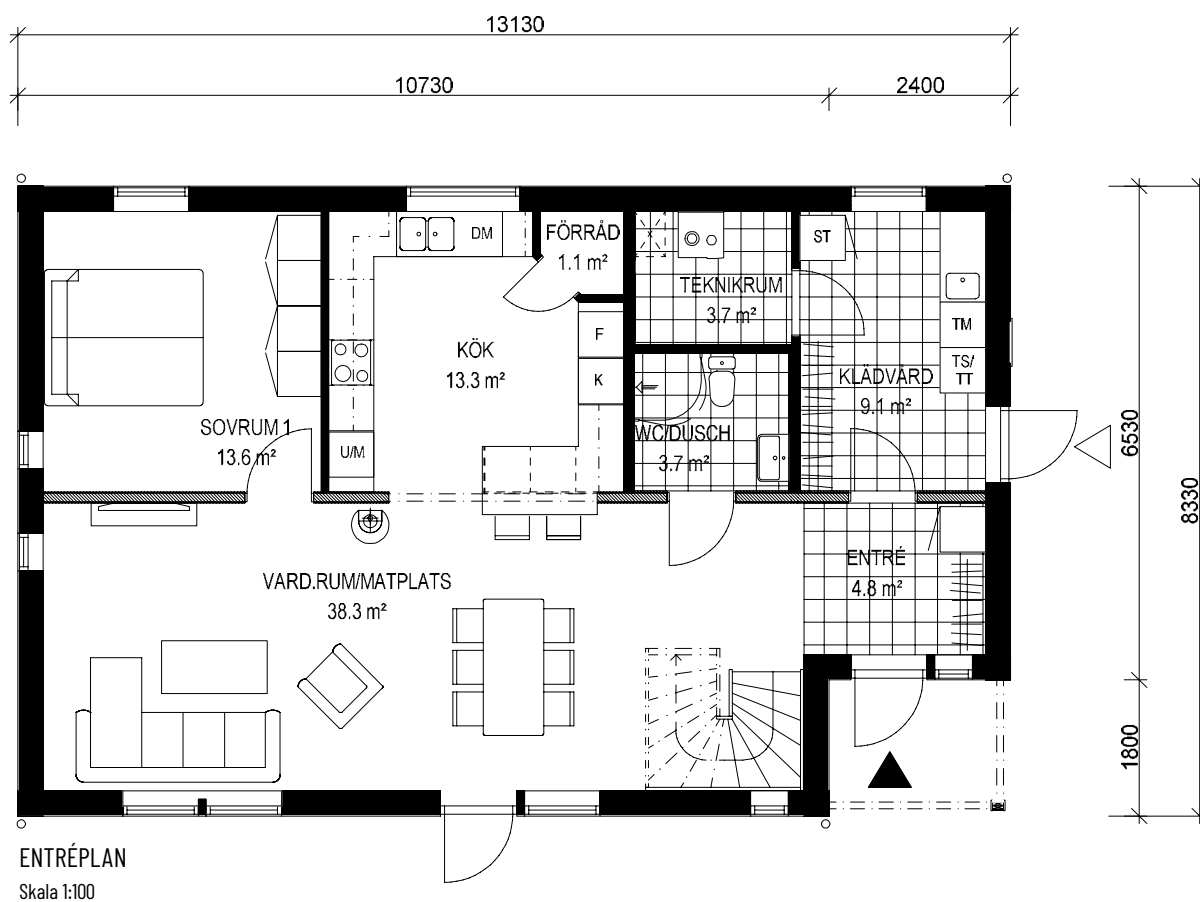 13130
10730
2400
DM
FÖRRÅD
1.1 m²
ST
TEKNIKRUM
3.7 m²
F
TM
KÖK
13.3 m²
K
TS/
TT
KLÄDVÅRD
9.1 m²
SOVRUM 1
13.6 m²
U/M
WC/DUSCH
3.7 m²
6530
8330
ENTRÉ
4.8 m²
VARD.RUM/MATPLATS
38.3 m²
1800
ENTRÉPLAN
Skala 1:100